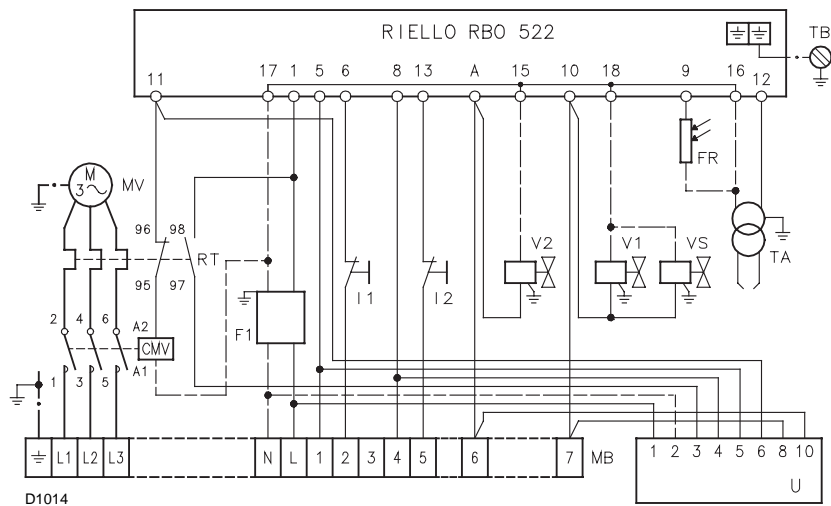 RIELLO RBO 522
TB
11 17 1 5 6 8 13 A 15 10 18 9 16 12
FR
M
3~
MV
96 98
RT
95 97
V2 V1 VS
TA
I1 I2
F1
2 4 6 A2
CMV
1 3 5 A1
L1 L2 L3 N L 1 2 3 4 5 6 7 MB
1 2 3 4 5 6 8 10
U
D1014